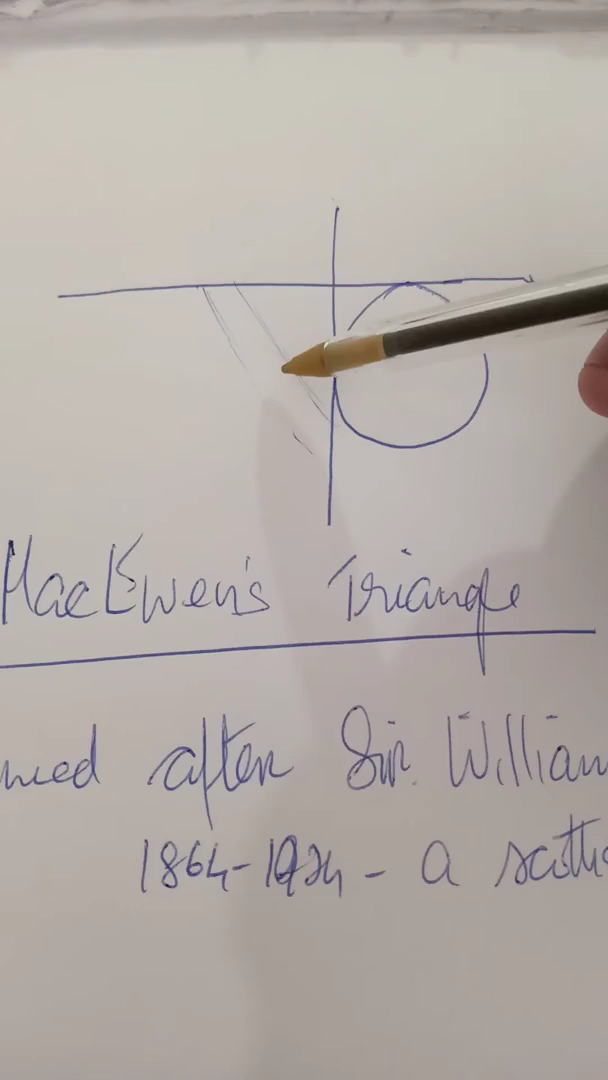 MacEwen's Triangle
med after Sir. William
1864-1924 - a scottis